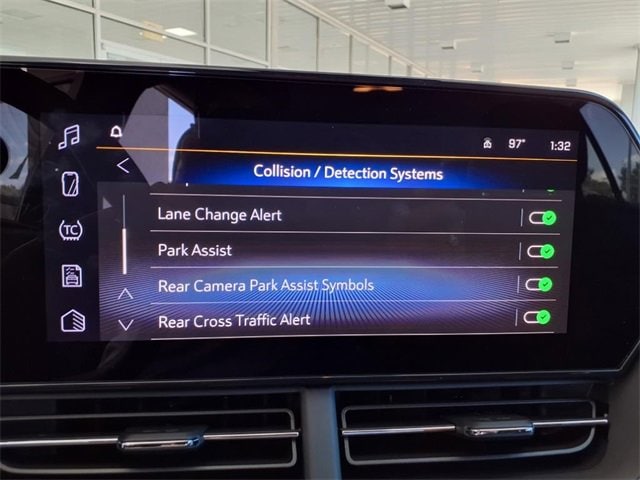 97° 1:32
Collision / Detection Systems
Lane Change Alert
TC
Park Assist
Rear Camera Park Assist Symbols
Rear Cross Traffic Alert